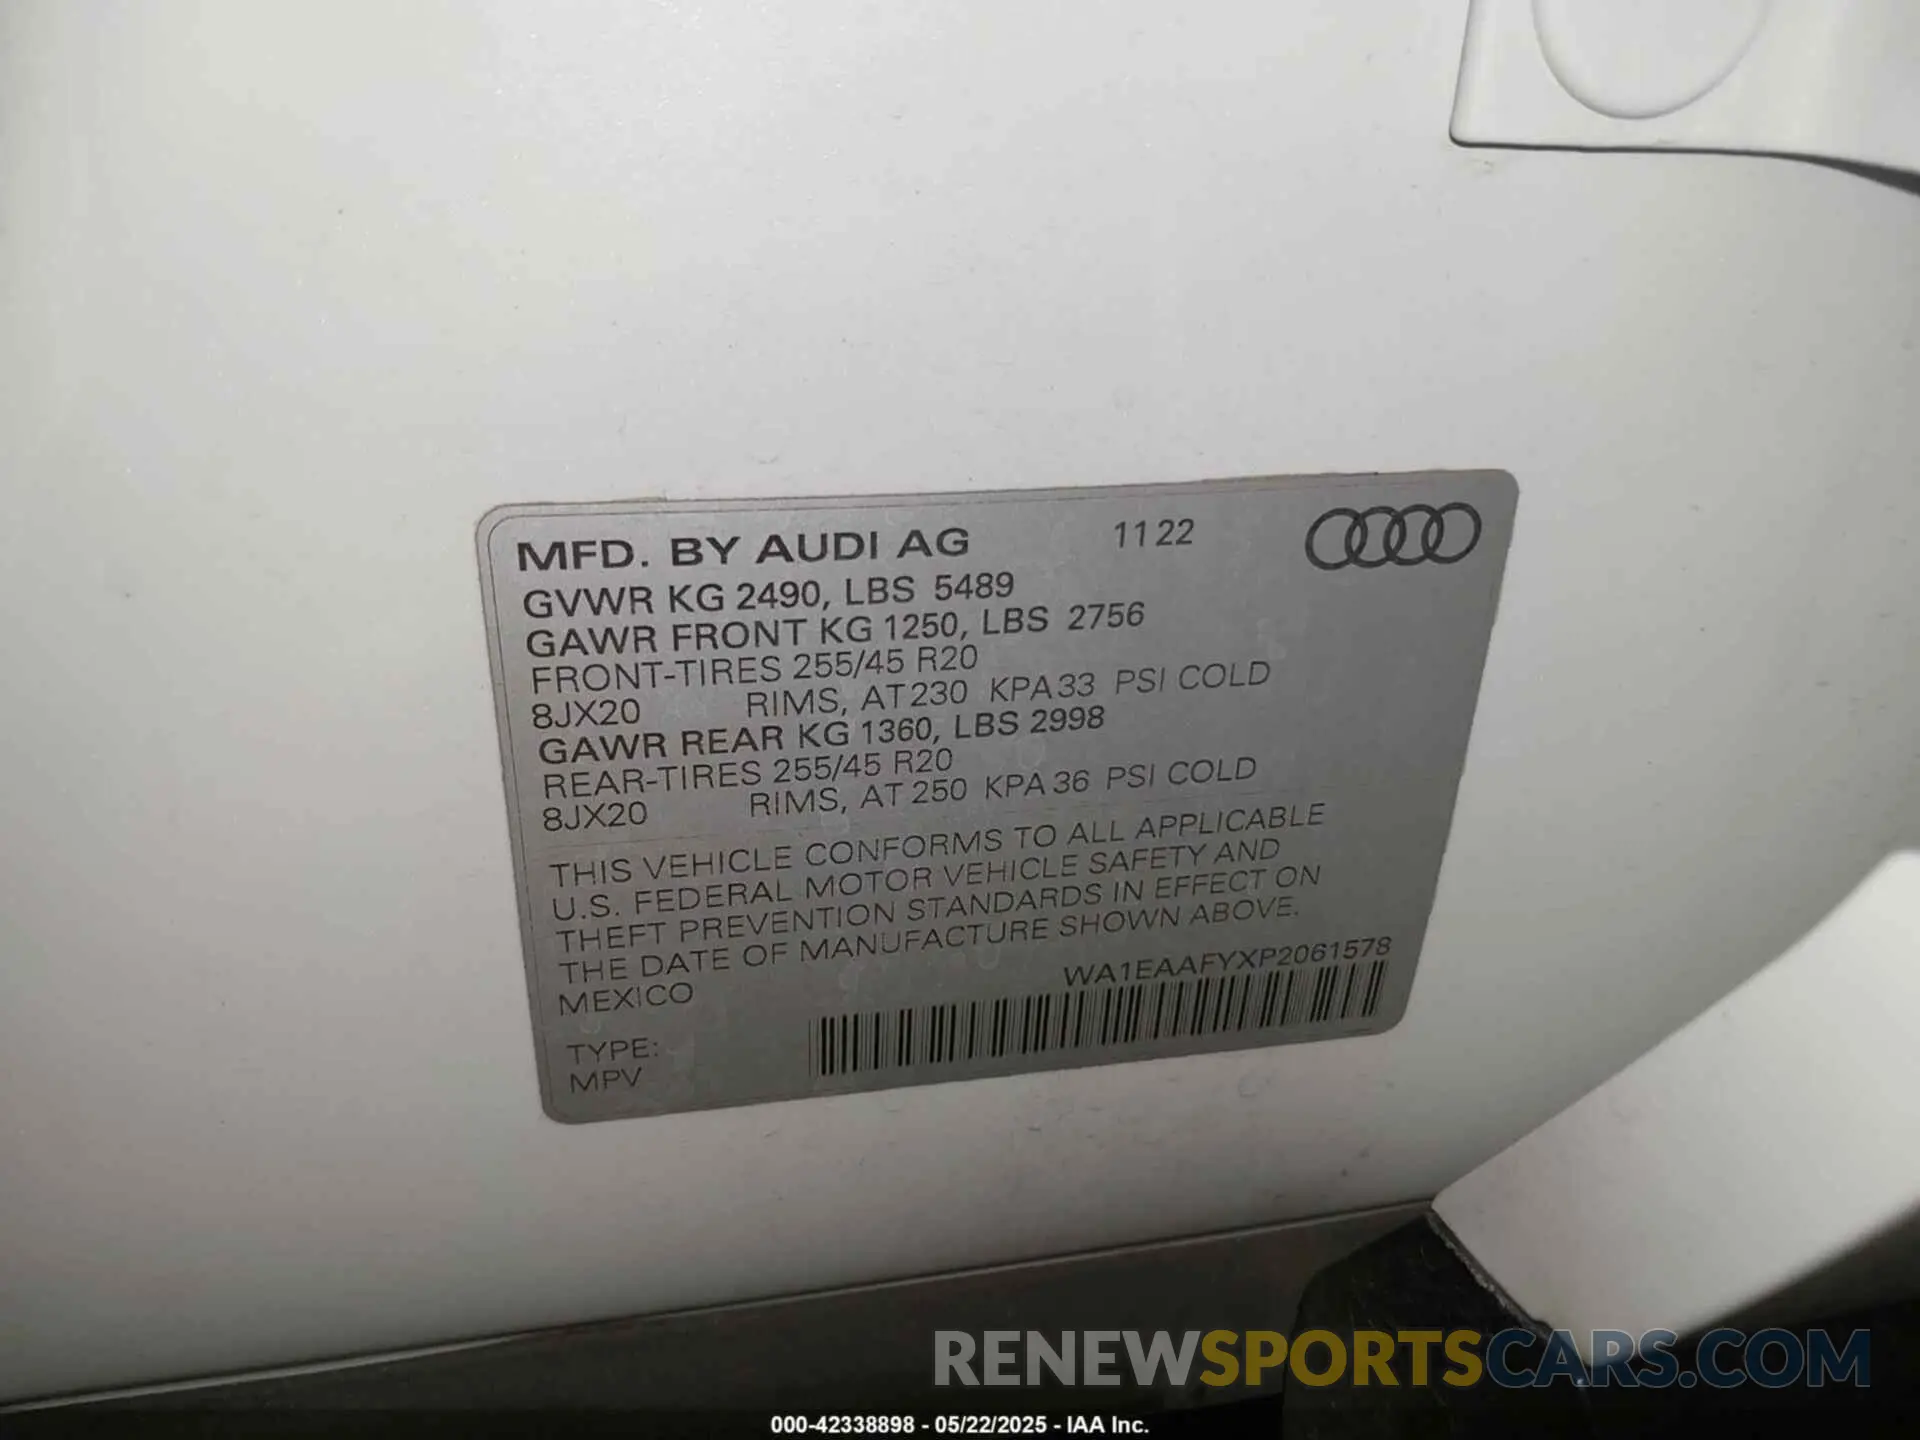 MFD. BY AUDI AG 1122
GVWR KG 2490, LBS 5489
GAWR FRONT KG 1250, LBS 2756
FRONT-TIRES 255/45 R20
8JX20 RIMS, AT 230 KPA 33 PSI COLD
GAWR REAR KG 1360, LBS 2998
REAR-TIRES 255/45 R20
8JX20 RIMS, AT 250 KPA 36 PSI COLD
THIS VEHICLE CONFORMS TO ALL APPLICABLE
U.S. FEDERAL MOTOR VEHICLE SAFETY AND
THEFT PREVENTION STANDARDS IN EFFECT ON
THE DATE OF MANUFACTURE SHOWN ABOVE.
MEXICO WA1EAAFYXP2061578
TYPE:
MPV
RENEWSPORTSCARS.COM
000-42338898 - 05/22/2025 - IAA Inc.